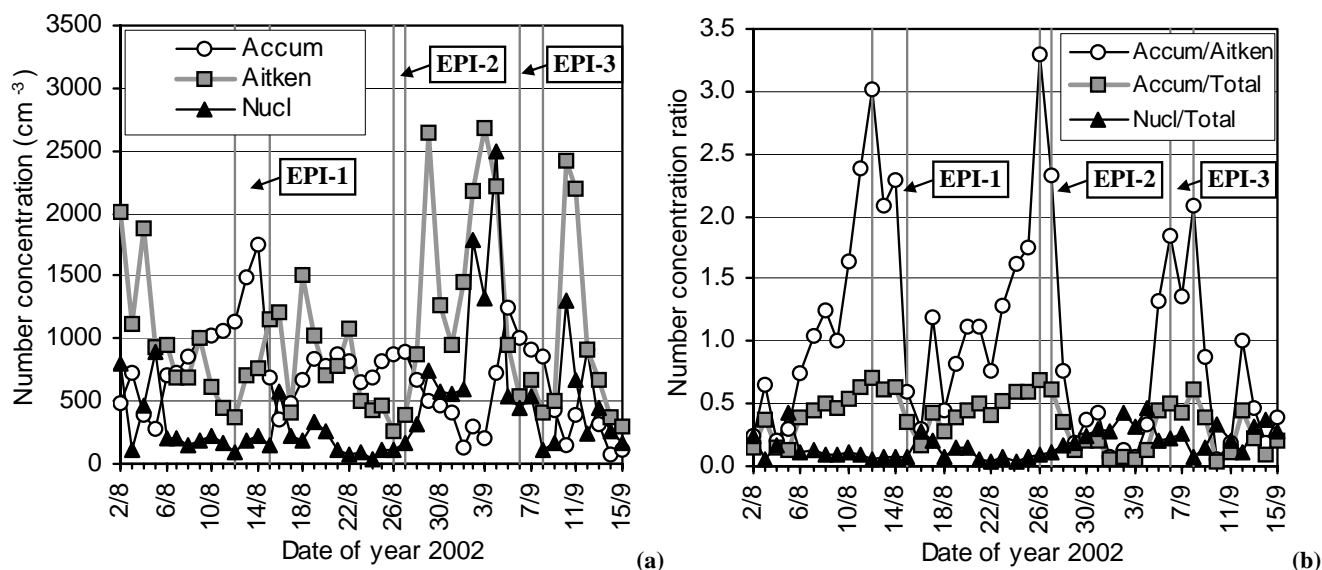 Number concentration (cm⁻³)
3500
3000
2500
2000
1500
1000
500
0
Accum
Aitken
Nucl
EPI-1
EPI-2
EPI-3
2/8
6/8
10/8
14/8
18/8
22/8
26/8
30/8
3/9
7/9
11/9
15/9
Date of year 2002
(a)
Number concentration ratio
3.5
3.0
2.5
2.0
1.5
1.0
0.5
0.0
Accum/Aitken
Accum/Total
Nucl/Total
EPI-1
EPI-2
EPI-3
2/8
6/8
10/8
14/8
18/8
22/8
26/8
30/8
3/9
7/9
11/9
15/9
Date of year 2002
(b)